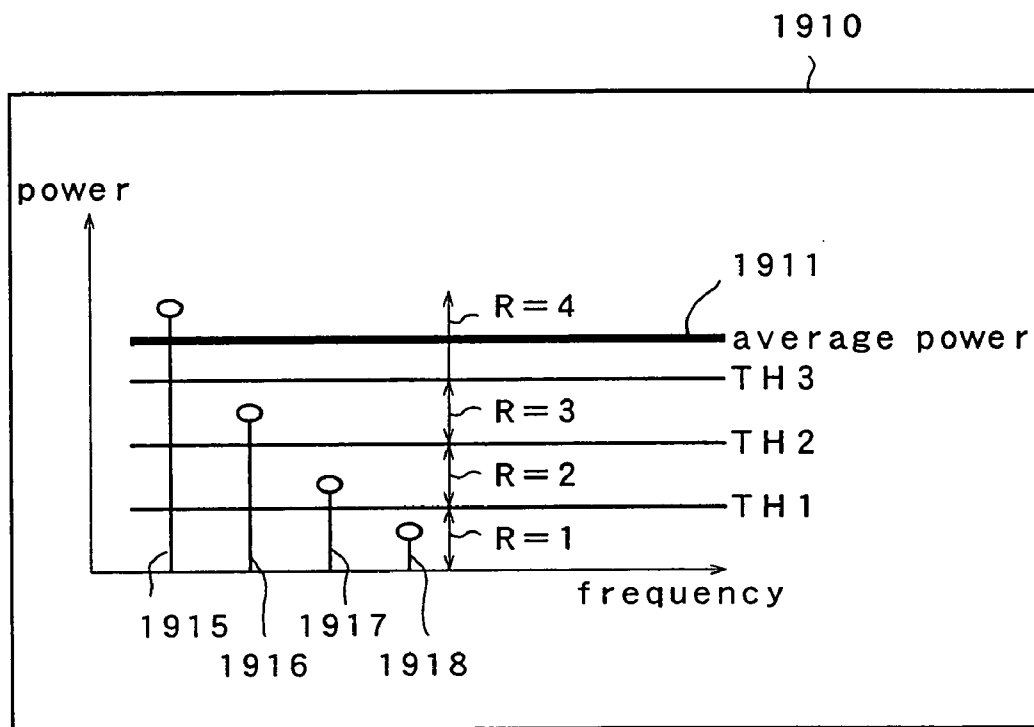 1910
power
1911
R=4
average power
TH3
R=3
TH2
R=2
TH1
R=1
frequency
1915
1917
1916
1918